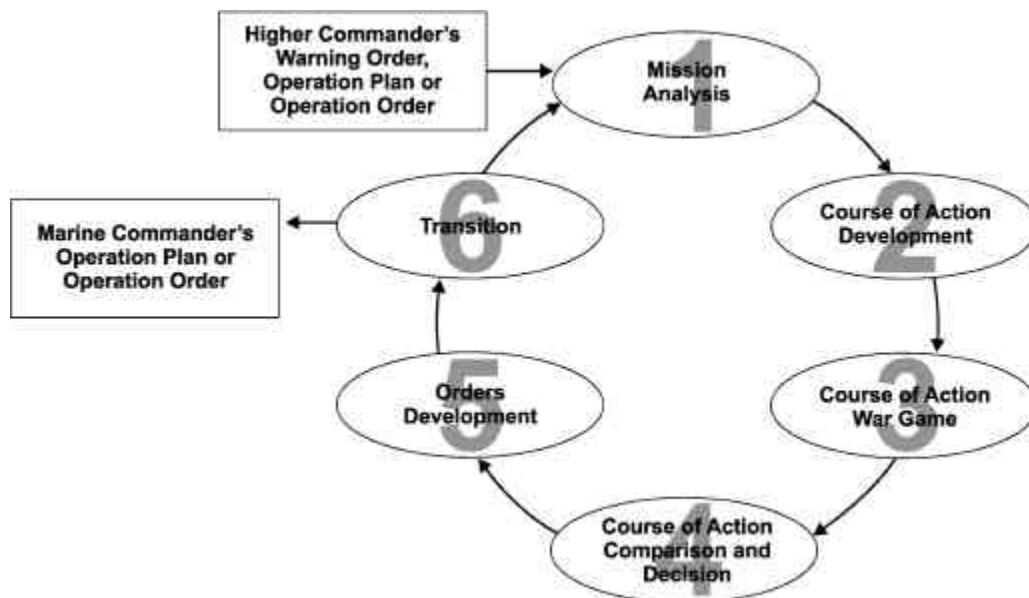 Higher Commander's
Warning Order,
Operation Plan or
Operation Order
1
Mission
Analysis
2
Course of Action
Development
3
Course of Action
War Game
4
Course of Action
Comparison and
Decision
5
Orders
Development
6
Transition
Marine Commander's
Operation Plan or
Operation Order